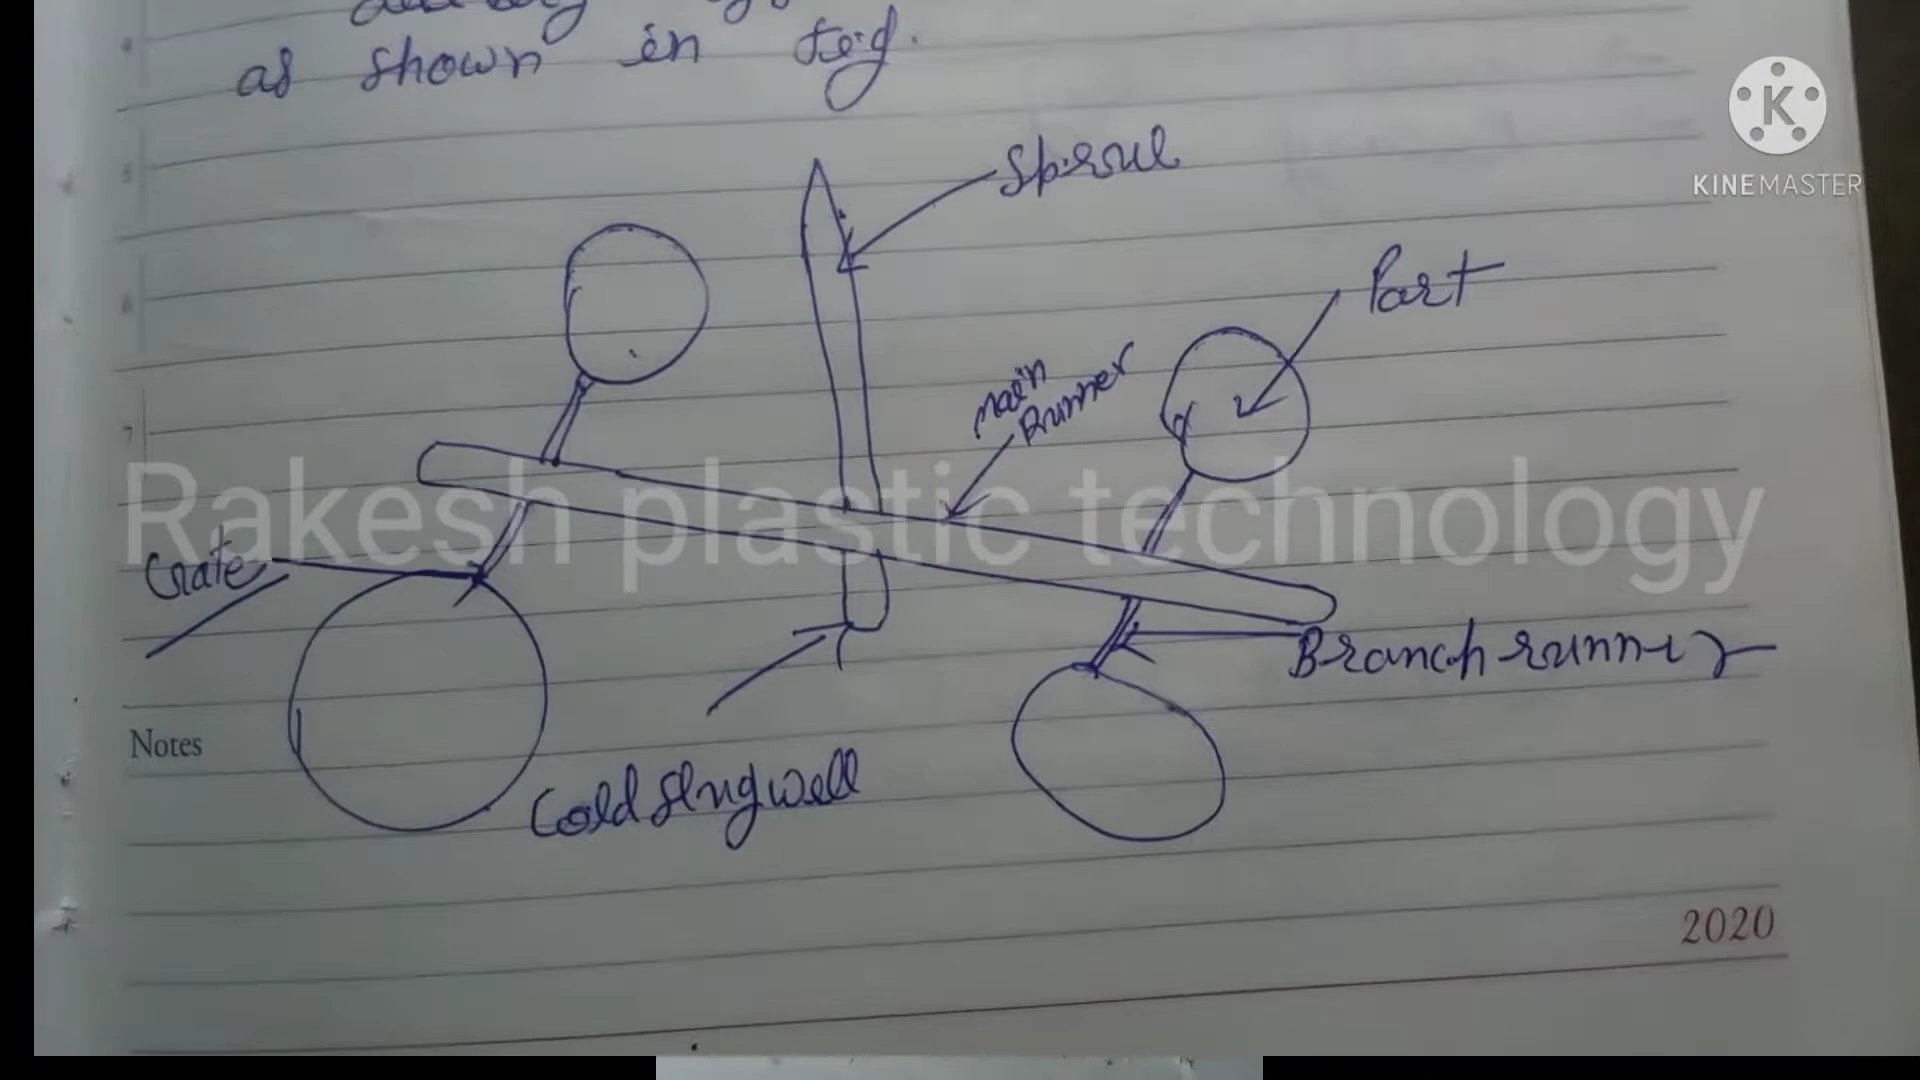 as shown in fig.
KINEMASTER
Sprue
Part
main
Runner
Rakesh plastic technology
Gate
Branch runner
Notes
Cold slug well
2020